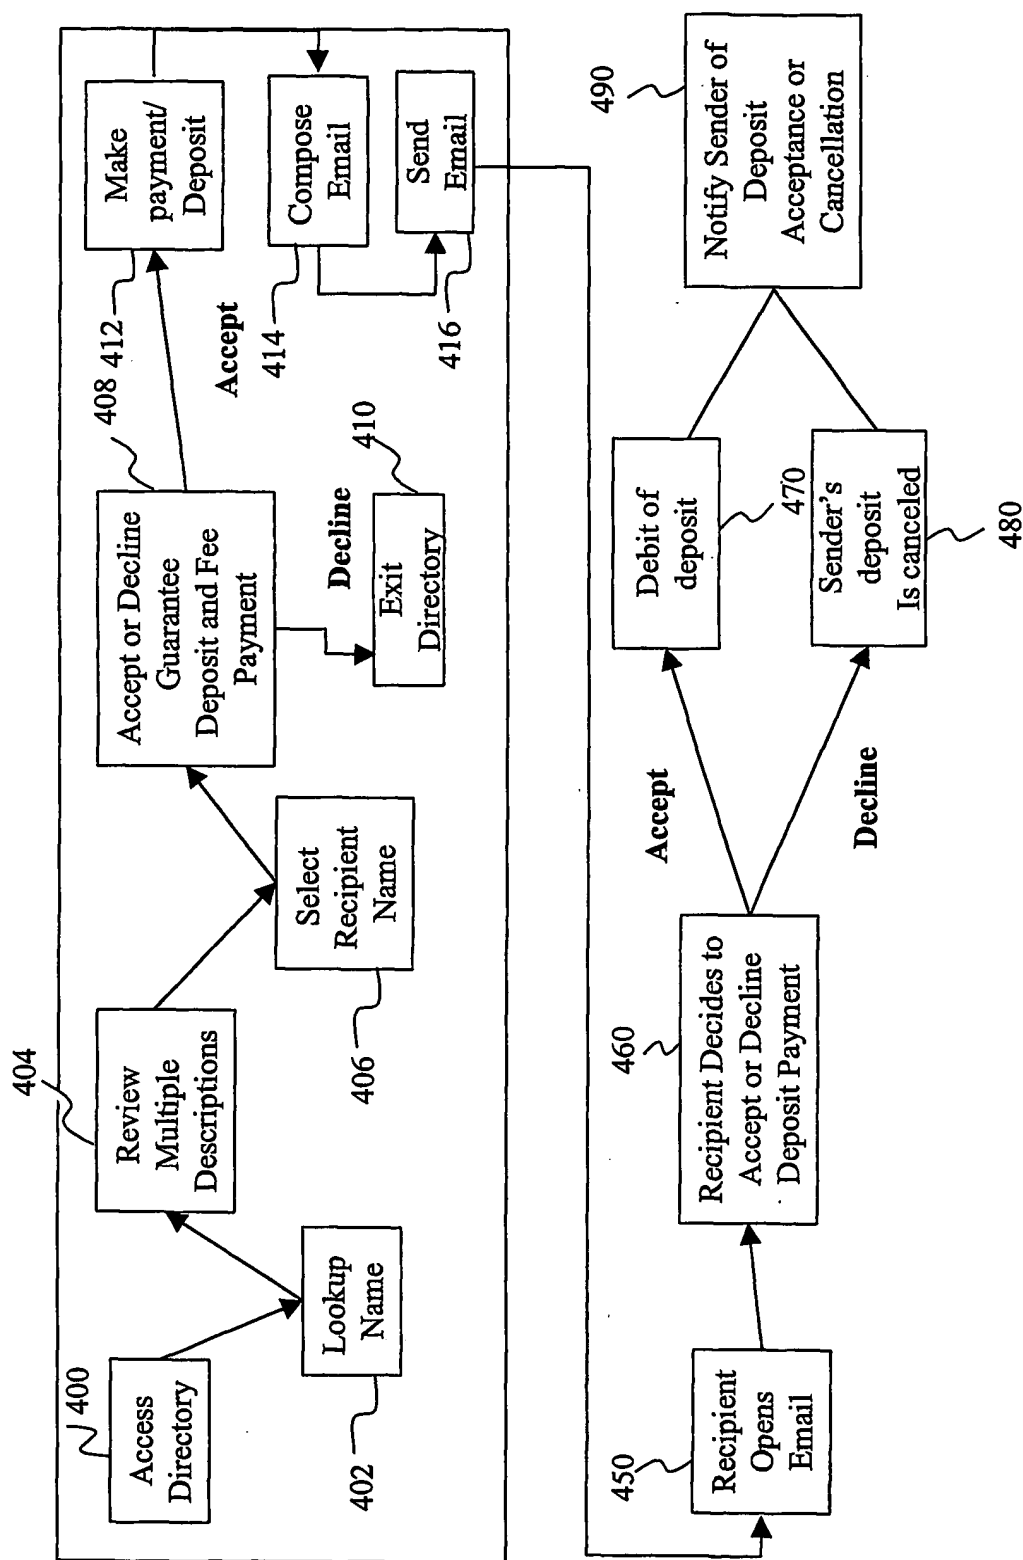 400
Access
Directory
402
Lookup
Name
404
Review
Multiple
Descriptions
406
Select
Recipient
Name
408
Accept or Decline
Guarantee
Deposit and Fee
Payment
Decline
410
Exit
Directory
Accept
412
Make
payment/
Deposit
414
Compose
Email
416
Send
Email
450
Recipient
Opens
Email
460
Recipient Decides to
Accept or Decline
Deposit Payment
Accept
Decline
470
Debit of
deposit
480
Sender's
deposit
Is canceled
490
Notify Sender of
Deposit
Acceptance or
Cancellation